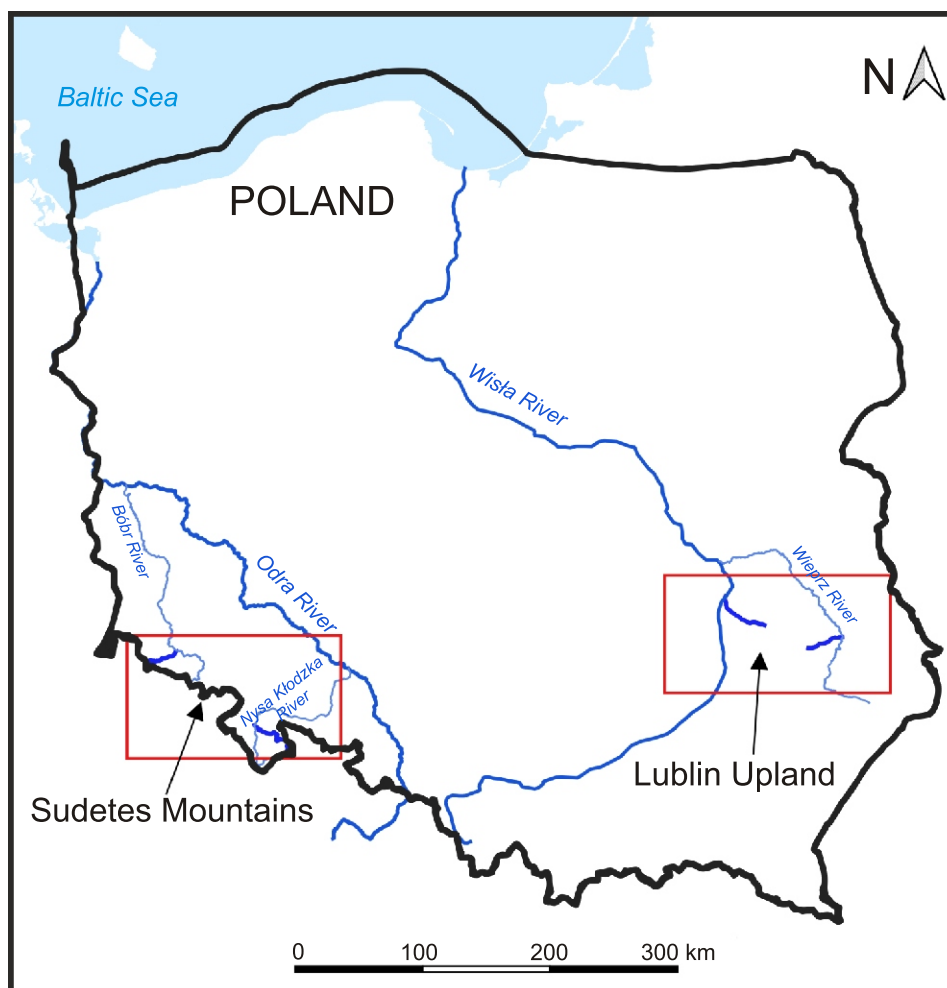 Baltic Sea
N
POLAND
Wisła River
Bóbr River
Odra River
Wieprz River
Nysa Kłodzka
River
Lublin Upland
Sudetes Mountains
0 100 200 300 km